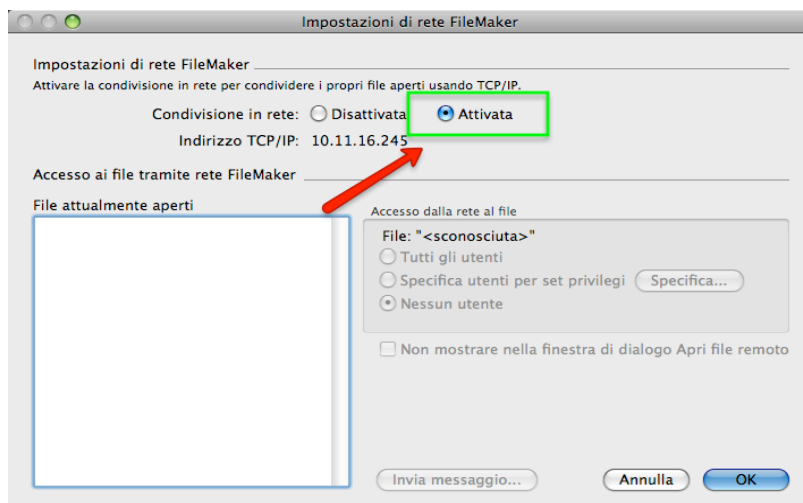 Impostazioni di rete FileMaker
Impostazioni di rete FileMaker
Attivare la condivisione in rete per condividere i propri file aperti usando TCP/IP.
Condivisione in rete: Disattivata Attivata
Indirizzo TCP/IP: 10.11.16.245
Accesso ai file tramite rete FileMaker
File attualmente aperti
Accesso dalla rete al file
File: "<sconosciuta>"
Tutti gli utenti
Specifica utenti per set privilegi Specifica...
Nessun utente
Non mostrare nella finestra di dialogo Apri file remoto
Invia messaggio... Annulla OK